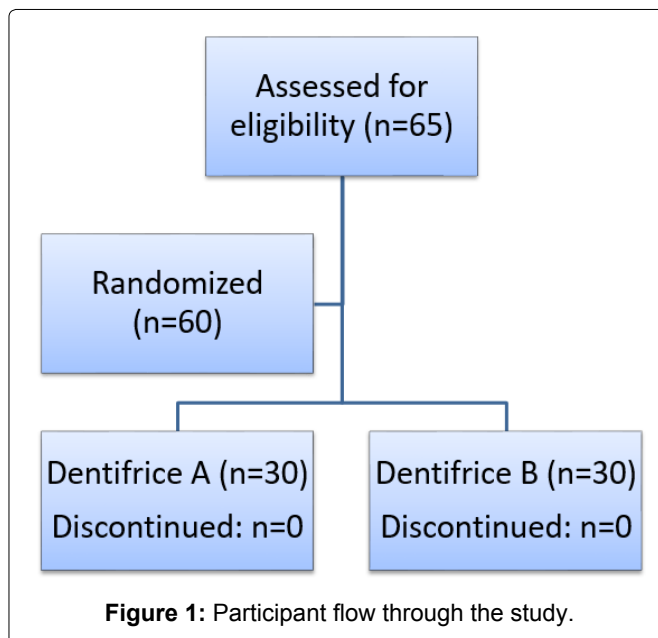 Assessed for
eligibility (n=65)
Randomized
(n=60)
Dentifrice A (n=30)
Discontinued: n=0
Dentifrice B (n=30)
Discontinued: n=0
Figure 1: Participant flow through the study.